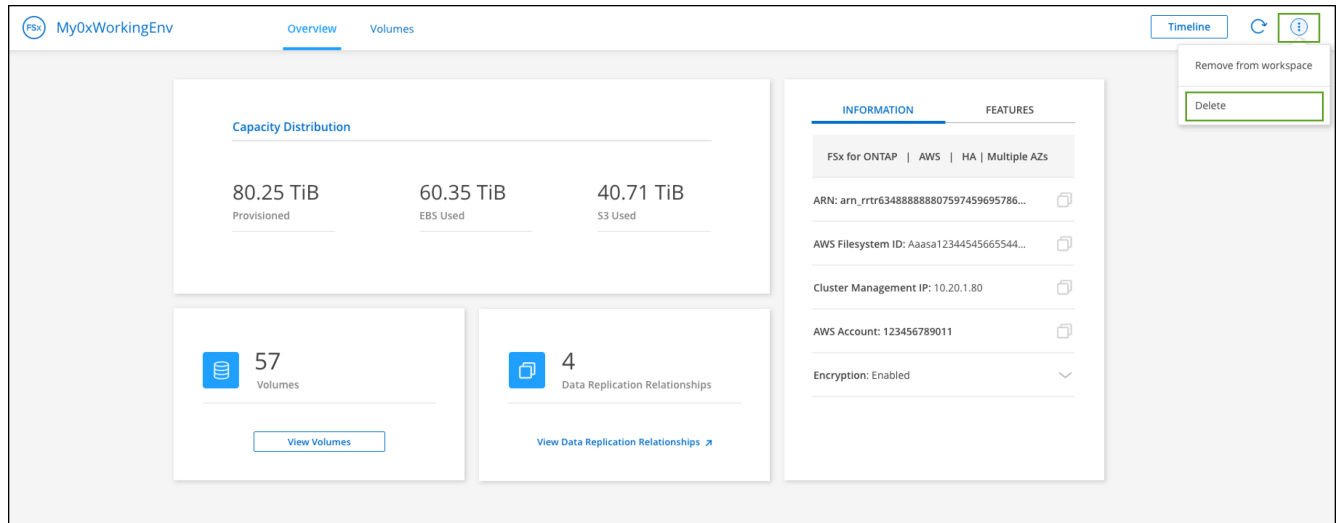 FSx My0xWorkingEnv Overview Volumes Timeline
Remove from workspace
Delete
Capacity Distribution
80.25 TiB 60.35 TiB 40.71 TiB
Provisioned EBS Used S3 Used
57
Volumes
View Volumes
4
Data Replication Relationships
View Data Replication Relationships
INFORMATION FEATURES
FSx for ONTAP | AWS | HA | Multiple AZs
ARN: arn_rrtr634888888807597459695786...
AWS Filesystem ID: Aaasa12344545665544...
Cluster Management IP: 10.20.1.80
AWS Account: 123456789011
Encryption: Enabled